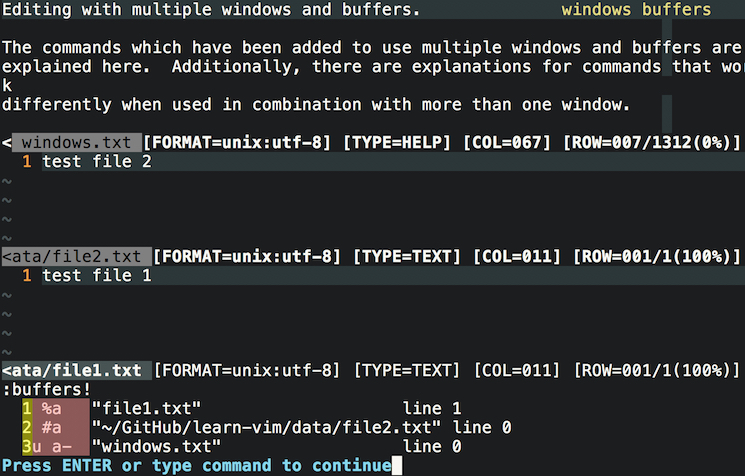 Editing with multiple windows and buffers. windows buffers
The commands which have been added to use multiple windows and buffers are
explained here. Additionally, there are explanations for commands that wor
k
differently when used in combination with more than one window.
< windows.txt [FORMAT=unix:utf-8] [TYPE=HELP] [COL=067] [ROW=007/1312(0%)]
1 test file 2
~
~
~
~
<ata/file2.txt [FORMAT=unix:utf-8] [TYPE=TEXT] [COL=011] [ROW=001/1(100%)]
1 test file 1
~
~
~
~
<ata/file1.txt [FORMAT=unix:utf-8] [TYPE=TEXT] [COL=011] [ROW=001/1(100%)]
:buffers!
1 %a "file1.txt" line 1
2 #a "~/GitHub/learn-vim/data/file2.txt" line 0
3u a- "windows.txt" line 0
Press ENTER or type command to continue